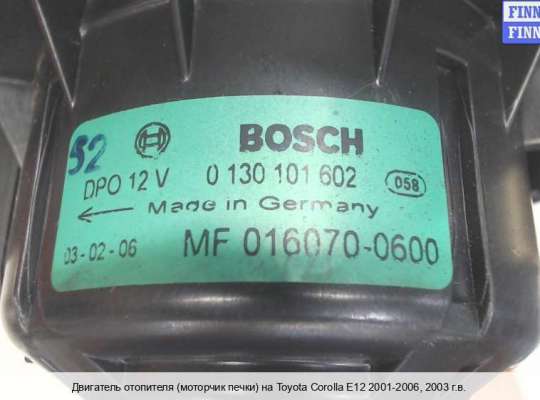 FINN
FINN
52
BOSCH
DPO 12 V 0 130 101 602 058
Made in Germany
03-02-06 MF 016070-0600
Двигатель отопителя (моторчик печки) на Toyota Corolla E12 2001-2006, 2003 г.в.